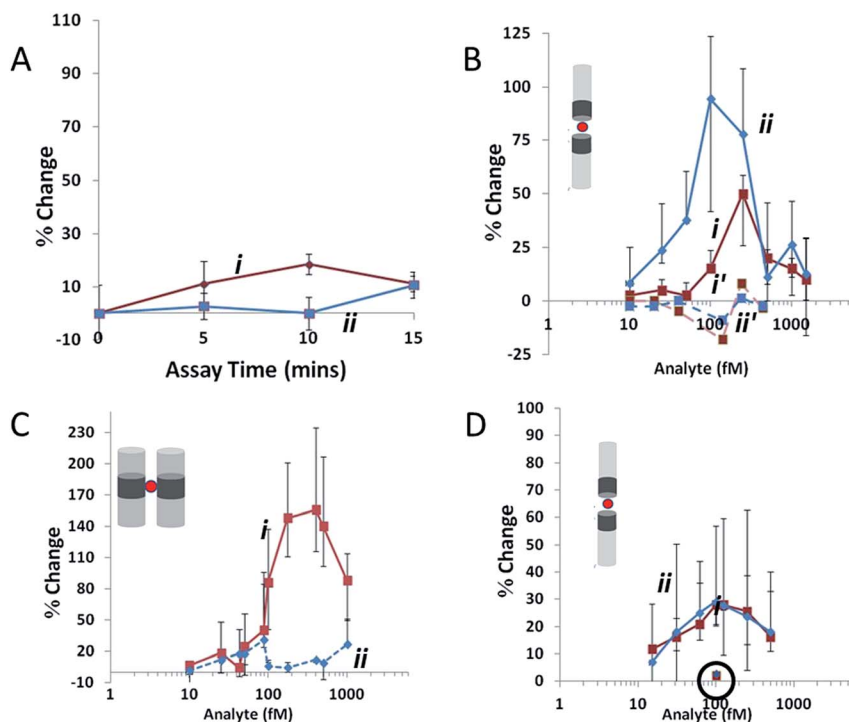 A
% Change
110
90
70
50
30
10
-10
i
ii
0
5
10
15
Assay Time (mins)
B
% Change
125
100
75
50
25
0
-25
ii
i
i'
ii'
1
10
100
1000
Analyte (fM)
C
% Change
230
200
170
140
110
80
50
20
-10
i
ii
1
10
100
1000
Analyte (fM)
D
% Change
100
90
80
70
60
50
40
30
20
10
0
ii
i
1
10
100
1000
Analyte (fM)